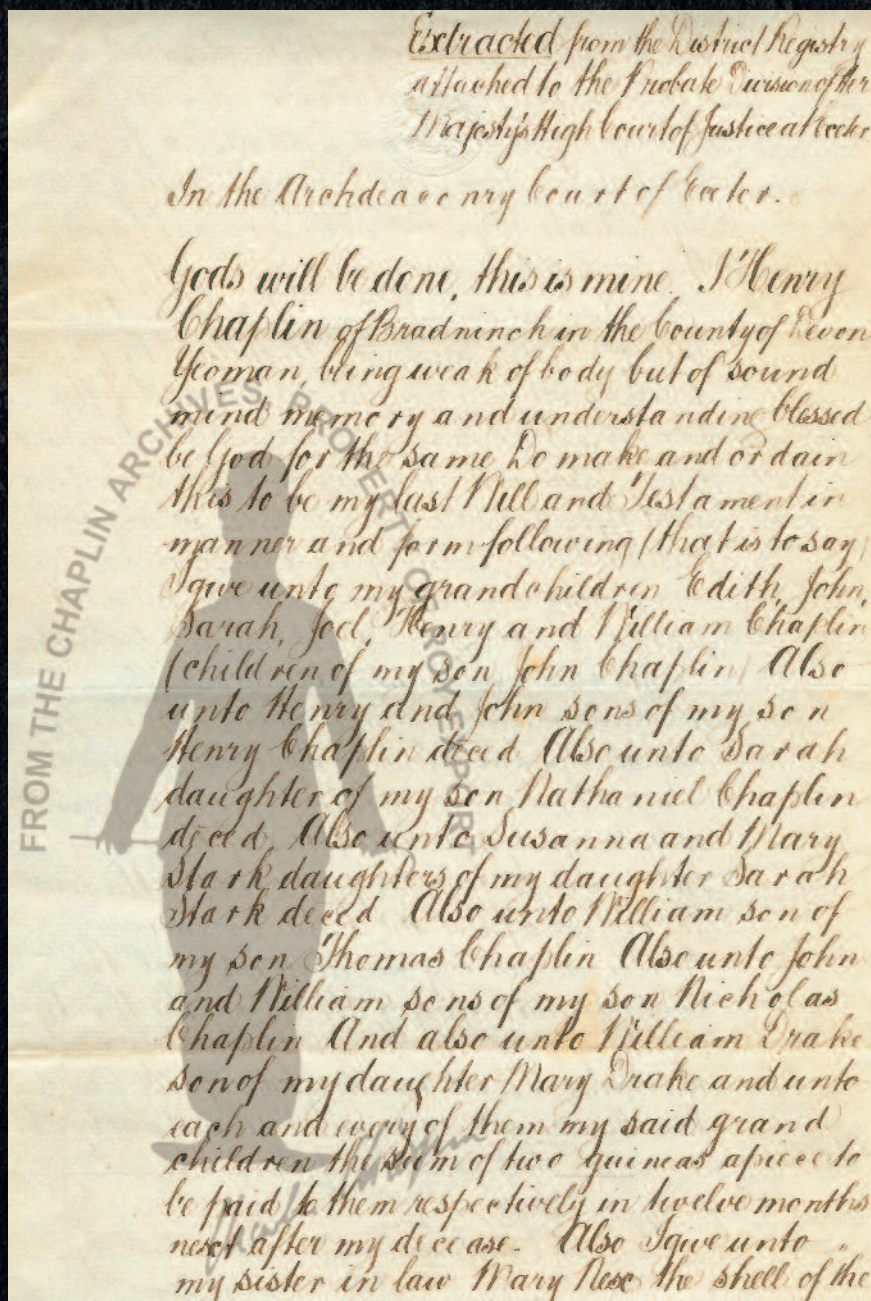 Extracted from the District Registry
attached to the Probate Division of Her
Majesty's High Court of Justice at Exeter
In the Archdeaconry Court of Exeter.
Gods will be done, this is mine. I Henry
Chaplin of Bradninch in the County of Devon
Yeoman, being weak of body but of sound
mind memory and understanding blessed
be God for the same Do make and ordain
this to be my last Will and Testament in
manner and form following (that is to say)
I give unto my grandchildren Edith, John,
Sarah, Joel, Henry and William Chaplin
(children of my son John Chaplin) Also
unto Henry and John sons of my son
Henry Chaplin deced Also unto Sarah
daughter of my son Nathaniel Chaplin
deced. Also unto Susanna and Mary
Stark daughters of my daughter Sarah
Stark deced Also unto William son of
my son Thomas Chaplin Also unto John
and William sons of my son Nicholas
Chaplin And also unto William Drake
son of my daughter Mary Drake and unto
each and every of them my said grand
children the sum of two guineas apiece to
be paid to them respectively in twelve months
next after my decease. Also I give unto
my sister in law Mary the shell of the
FROM THE CHAPLIN ARCHIVES. PROPERTY OF ROY EXPORT
Charlie Chaplin